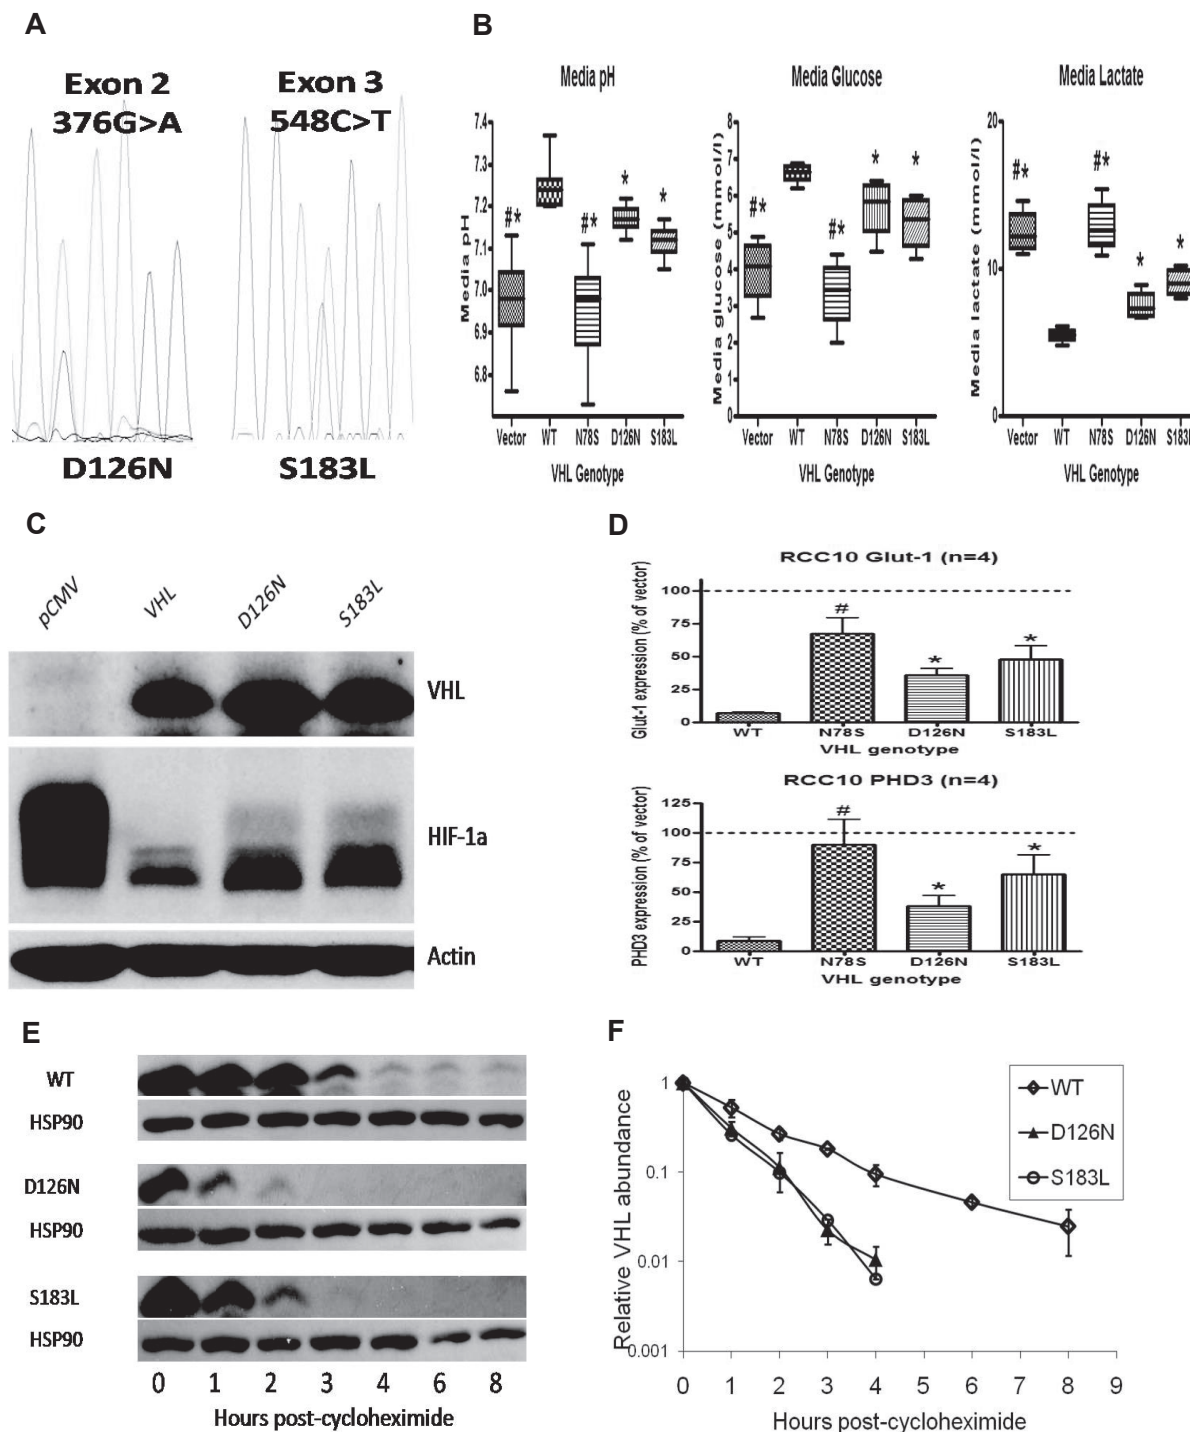 A
Exon 2
376G>A
D126N
Exon 3
548C>T
S183L
B
Media pH
Media pH
7.4
7.3
7.2
7.1
7.0
6.9
6.8
#*
#*
*
*
Vector WT N78S D126N S183L
VHL Genotype
Media Glucose
Media glucose (mmol/l)
8
7
6
5
4
3
2
1
0
#*
#*
*
*
Vector WT N78S D126N S183L
VHL Genotype
Media Lactate
Media lactate (mmol/l)
20
10
0
#*
#*
*
*
Vector WT N78S D126N S183L
VHL Genotype
C
pCMV VHL D126N S183L
VHL
HIF-1a
Actin
D
RCC10 Glut-1 (n=4)
Glut-1 expression (% of vector)
100
75
50
25
0
#
*
*
WT N78S D126N S183L
VHL genotype
RCC10 PHD3 (n=4)
PHD3 expression (% of vector)
125
100
75
50
25
0
#
*
*
WT N78S D126N S183L
VHL genotype
E
WT
HSP90
D126N
HSP90
S183L
HSP90
0 1 2 3 4 6 8
Hours post-cycloheximide
F
Relative VHL abundance
1
0.1
0.01
0.001
WT
D126N
S183L
0 1 2 3 4 5 6 7 8 9
Hours post-cycloheximide